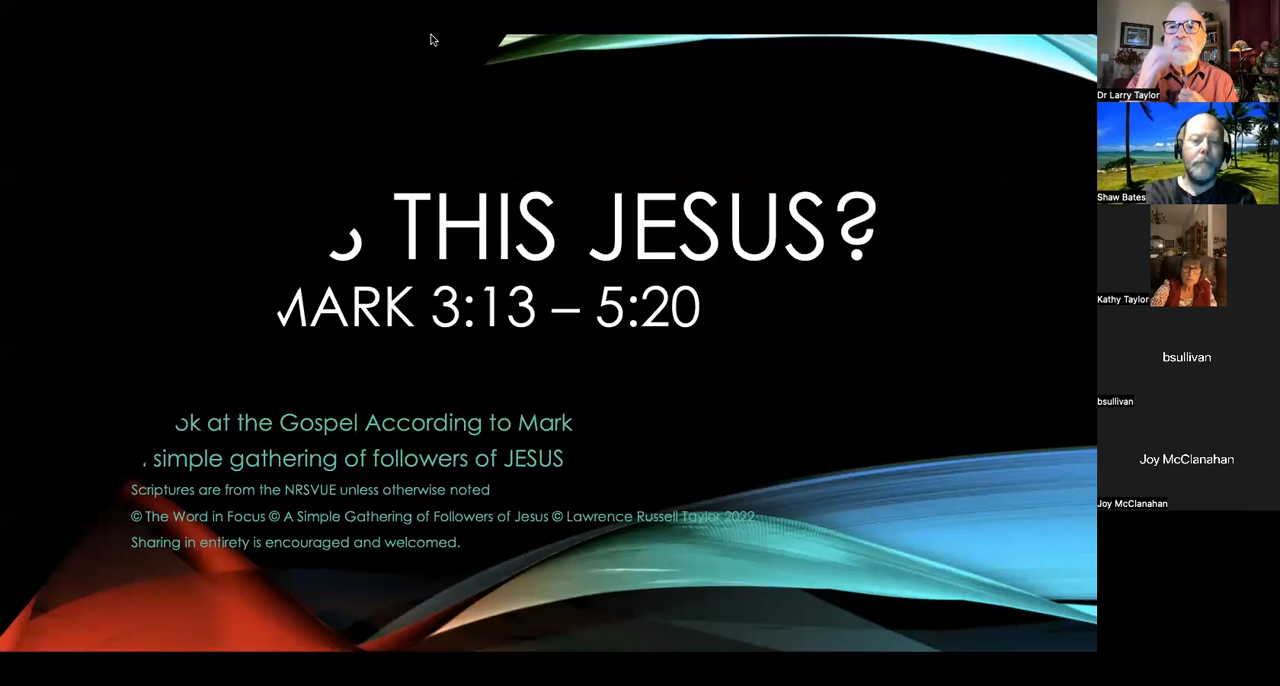 THIS JESUS?
MARK 3:13 – 5:20
at the Gospel According to Mark
simple gathering of followers of JESUS
Scriptures are from the NRSVUE unless otherwise noted
© The Word in Focus © A Simple Gathering of Followers of Jesus © Lawrence Russell Taylor 2022
Sharing in entirety is encouraged and welcomed.
Dr Larry Taylor
Shaw Bates
Kathy Taylor
bsullivan
bsullivan
Joy McClanahan
Joy McClanahan